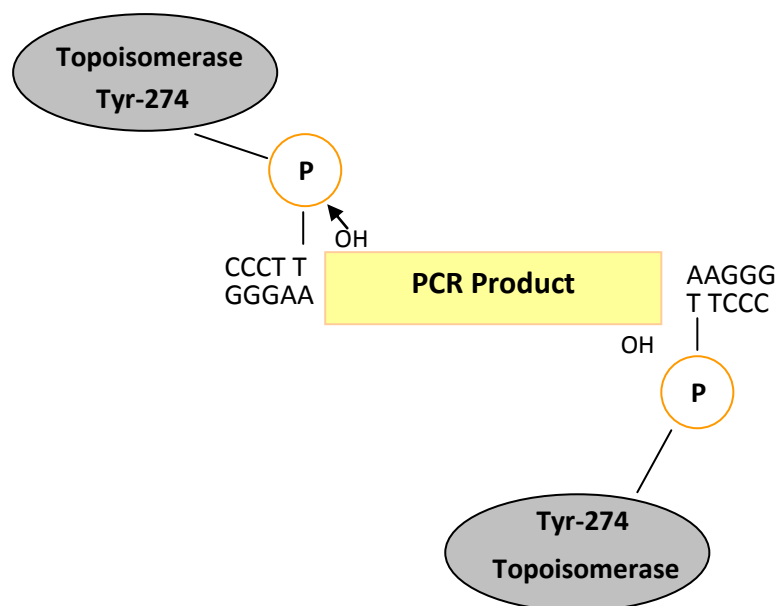 Topoisomerase
Tyr-274
P
OH
CCCT T
GGGAA
PCR Product
AAGGG
T TCCC
OH
P
Tyr-274
Topoisomerase